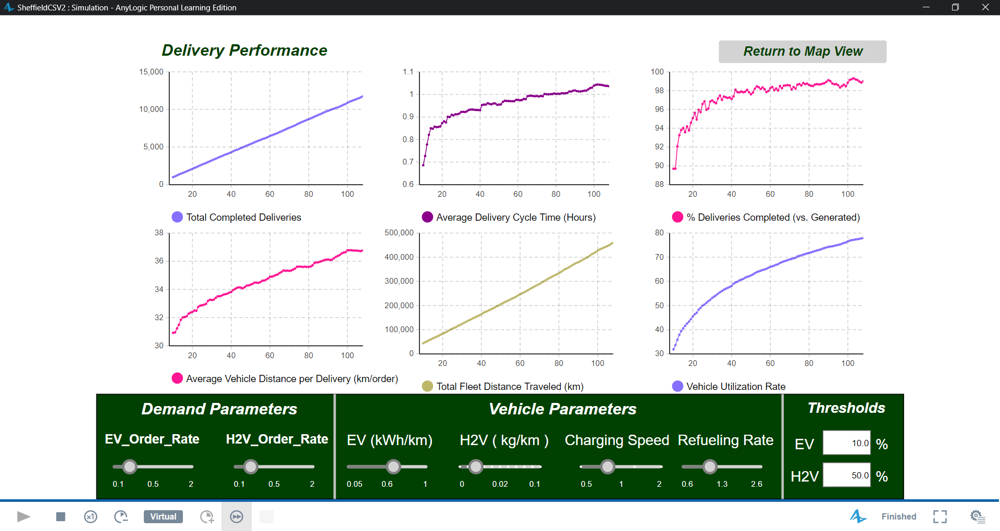 SheffieldCSV2 : Simulation - AnyLogic Personal Learning Edition
Delivery Performance
Return to Map View
15,000
10,000
5,000
0
20 40 60 80 100
Total Completed Deliveries
1.1
1
0.9
0.8
0.7
0.6
20 40 60 80 100
Average Delivery Cycle Time (Hours)
100
98
96
94
92
90
88
20 40 60 80 100
% Deliveries Completed (vs. Generated)
38
36
34
32
30
20 40 60 80 100
Average Vehicle Distance per Delivery (km/order)
500,000
400,000
300,000
200,000
100,000
0
20 40 60 80 100
Total Fleet Distance Traveled (km)
80
70
60
50
40
30
20 40 60 80 100
Vehicle Utilization Rate
Demand Parameters
EV_Order_Rate
0.1 0.5 2
H2V_Order_Rate
0.1 0.5 2
Vehicle Parameters
EV (kWh/km)
0.05 0.6 1
H2V ( kg/km )
0 0.02 0.1
Charging Speed
0.5 1 2
Refueling Rate
0.6 1.3 2.6
Thresholds
EV 10.0 %
H2V 50.0 %
x1
Virtual
Finished